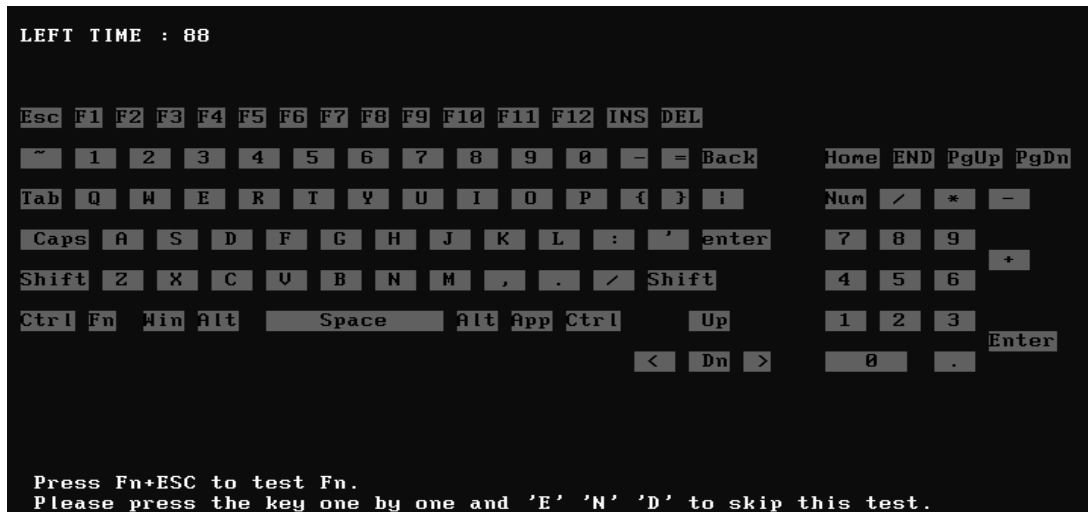 LEFT TIME : 88
Esc F1 F2 F3 F4 F5 F6 F7 F8 F9 F10 F11 F12 INS DEL
~ 1 2 3 4 5 6 7 8 9 0 - = Back Home END PgUp PgDn
Tab Q W E R T Y U I O P { } ¦ Num / * -
Caps A S D F G H J K L : ' enter 7 8 9
+
Shift Z X C V B N M , . / Shift 4 5 6
Ctrl Fn Win Alt Space Alt App Ctrl Up 1 2 3
Enter
< Dn > 0 .
Press Fn+ESC to test Fn.
Please press the key one by one and 'E' 'N' 'D' to skip this test.